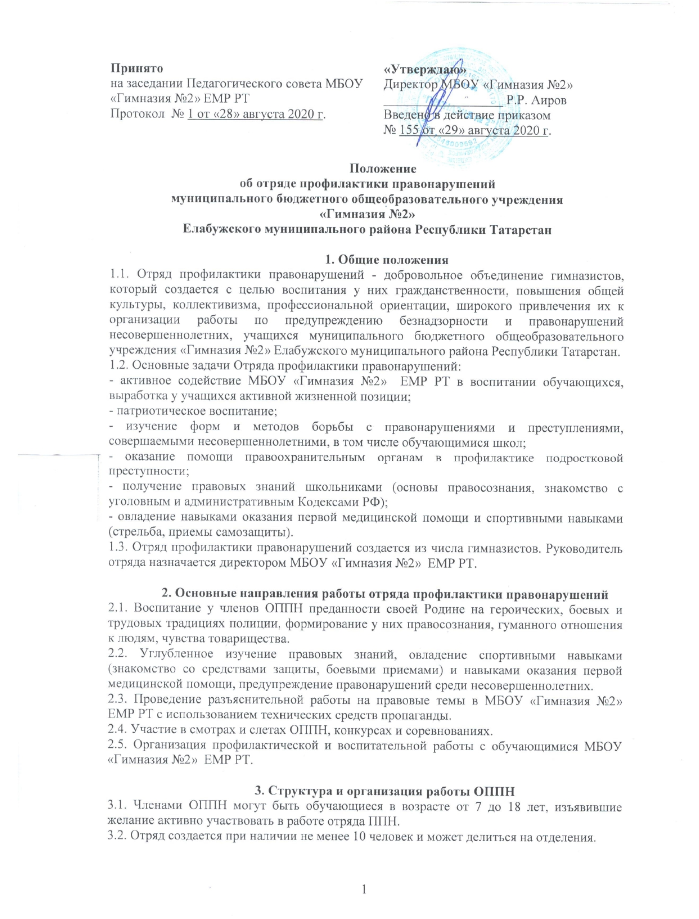 Принято
на заседании Педагогического совета МБОУ
«Гимназия №2» ЕМР РТ
Протокол № 1 от «28» августа 2020 г.
«Утверждаю»
Директор МБОУ «Гимназия №2»
__________________ Р.Р. Аиров
Введено в действие приказом
№ 155 от «29» августа 2020 г.
Положение
об отряде профилактики правонарушений
муниципального бюджетного общеобразовательного учреждения
«Гимназия №2»
Елабужского муниципального района Республики Татарстан
1. Общие положения
1.1. Отряд профилактики правонарушений - добровольное объединение гимназистов,
который создается с целью воспитания у них гражданственности, повышения общей
культуры, коллективизма, профессиональной ориентации, широкого привлечения их к
организации работы по предупреждению безнадзорности и правонарушений
несовершеннолетних, учащихся муниципального бюджетного общеобразовательного
учреждения «Гимназия №2» Елабужского муниципального района Республики Татарстан.
1.2. Основные задачи Отряда профилактики правонарушений:
- активное содействие МБОУ «Гимназия №2» ЕМР РТ в воспитании обучающихся,
выработка у учащихся активной жизненной позиции;
- патриотическое воспитание;
- изучение форм и методов борьбы с правонарушениями и преступлениями,
совершаемыми несовершеннолетними, в том числе обучающимися школ;
- оказание помощи правоохранительным органам в профилактике подростковой
преступности;
- получение правовых знаний школьниками (основы правосознания, знакомство с
уголовным и административным Кодексами РФ);
- овладение навыками оказания первой медицинской помощи и спортивными навыками
(стрельба, приемы самозащиты).
1.3. Отряд профилактики правонарушений создается из числа гимназистов. Руководитель
отряда назначается директором МБОУ «Гимназия №2» ЕМР РТ.
2. Основные направления работы отряда профилактики правонарушений
2.1. Воспитание у членов ОППН преданности своей Родине на героических, боевых и
трудовых традициях полиции, формирование у них правосознания, гуманного отношения
к людям, чувства товарищества.
2.2. Углубленное изучение правовых знаний, овладение спортивными навыками
(знакомство со средствами защиты, боевыми приемами) и навыками оказания первой
медицинской помощи, предупреждение правонарушений среди несовершеннолетних.
2.3. Проведение разъяснительной работы на правовые темы в МБОУ «Гимназия №2»
ЕМР РТ с использованием технических средств пропаганды.
2.4. Участие в смотрах и слетах ОППН, конкурсах и соревнованиях.
2.5. Организация профилактической и воспитательной работы с обучающимися МБОУ
«Гимназия №2» ЕМР РТ.
3. Структура и организация работы ОППН
3.1. Членами ОППН могут быть обучающиеся в возрасте от 7 до 18 лет, изъявившие
желание активно участвовать в работе отряда ППН.
3.2. Отряд создается при наличии не менее 10 человек и может делиться на отделения.
1